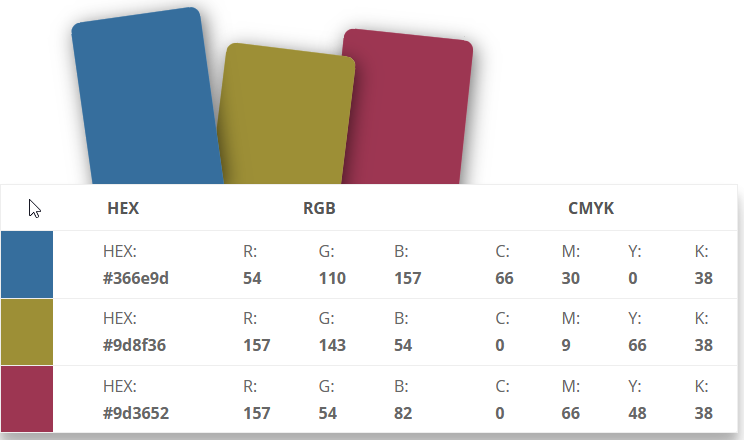 HEX RGB CMYK
HEX: R: G: B: C: M: Y: K:
#366e9d 54 110 157 66 30 0 38
HEX: R: G: B: C: M: Y: K:
#9d8f36 157 143 54 0 9 66 38
HEX: R: G: B: C: M: Y: K:
#9d3652 157 54 82 0 66 48 38